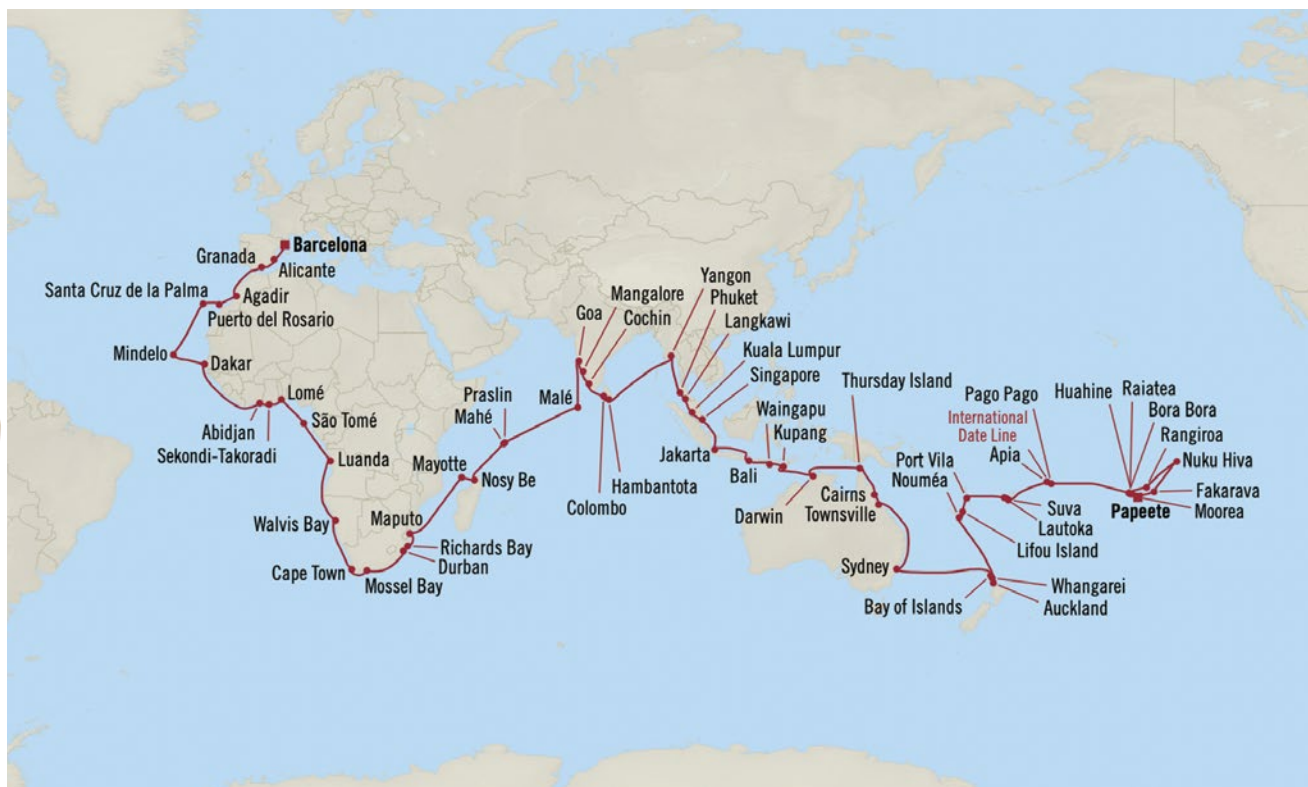 Barcelona
Granada
Alicante
Santa Cruz de la Palma
Agadir
Puerto del Rosario
Mindelo
Dakar
Lomé
São Tomé
Abidjan
Sekondi-Takoradi
Luanda
Walvis Bay
Cape Town
Mossel Bay
Durban
Richards Bay
Maputo
Mayotte
Nosy Be
Praslin
Mahé
Malé
Goa
Mangalore
Cochin
Colombo
Hambantota
Yangon
Phuket
Langkawi
Kuala Lumpur
Singapore
Jakarta
Bali
Waingapu
Kupang
Darwin
Thursday Island
Cairns
Townsville
Sydney
Bay of Islands
Whangarei
Auckland
Port Vila
Nouméa
Lifou Island
Lautoka
Suva
Pago Pago
International
Date Line
Apia
Huahine
Raiatea
Bora Bora
Rangiroa
Nuku Hiva
Fakarava
Moorea
Papeete